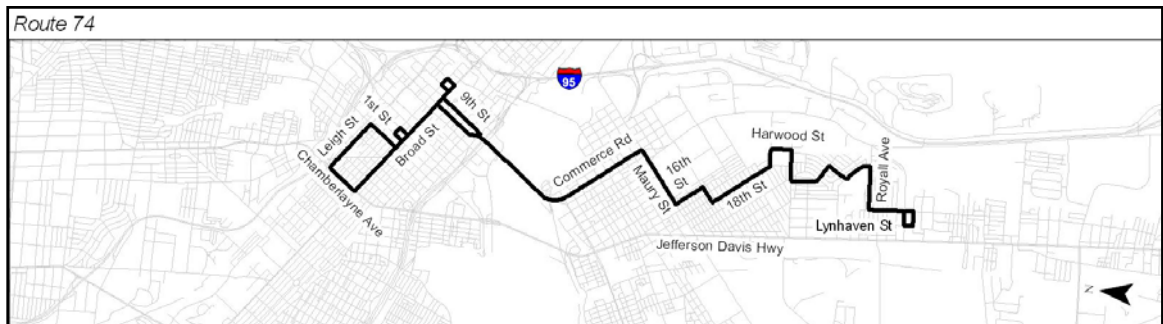 Route 74
95
9th St
1st St
Leigh St
Broad St
Chamberlayne Ave
Commerce Rd
Maury St
16th
St
18th St
Harwood St
Royall Ave
Lynhaven St
Jefferson Davis Hwy
N